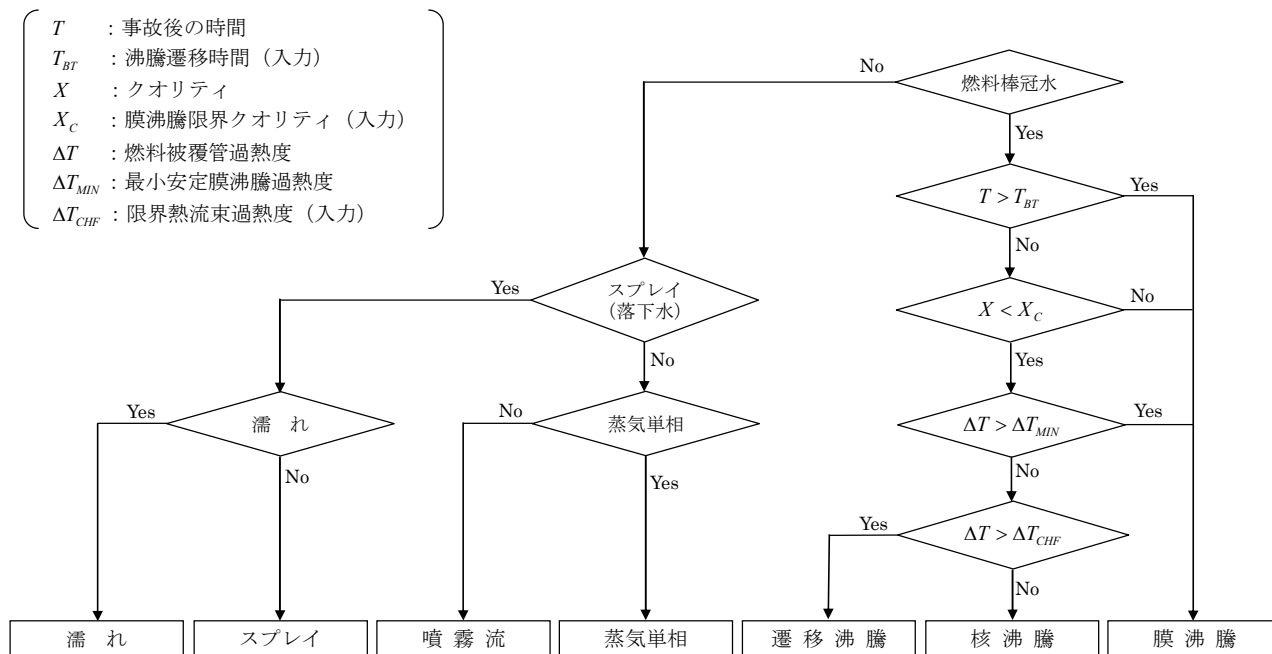 T ：事故後の時間
T_BT ：沸騰遷移時間（入力）
X ：クオリティ
X_C ：膜沸騰限界クオリティ（入力）
ΔT ：燃料被覆管過熱度
ΔT_MIN ：最小安定膜沸騰過熱度
ΔT_CHF ：限界熱流束過熱度（入力）
No
燃料棒冠水
Yes
T > T_BT
Yes
No
Yes
スプレイ
（落下水）
X < X_C
No
No
Yes
Yes
濡 れ
No
蒸気単相
ΔT > ΔT_MIN
Yes
No
Yes
No
Yes
ΔT > ΔT_CHF
No
濡 れ
スプレイ
噴 霧 流
蒸気単相
遷 移 沸 騰
核 沸 騰
膜 沸 騰